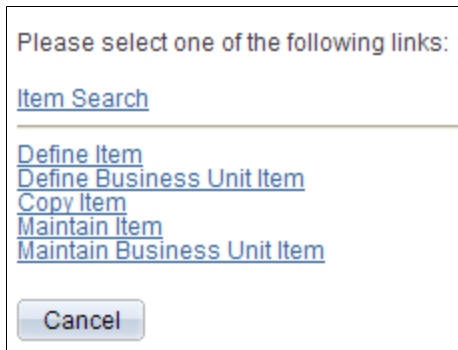 Please select one of the following links:
Item Search
Define Item
Define Business Unit Item
Copy Item
Maintain Item
Maintain Business Unit Item
Cancel